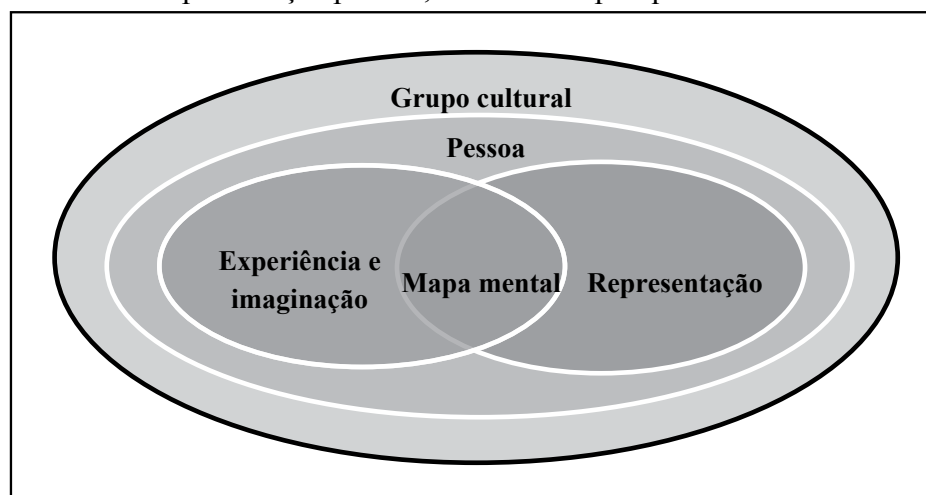 Grupo cultural
Pessoa
Experiência e
imaginação
Mapa mental
Representação